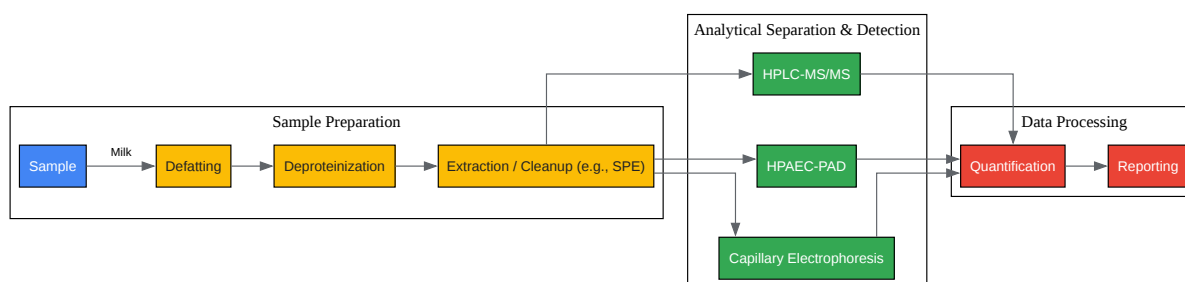 Analytical Separation & Detection
HPLC-MS/MS
Sample Preparation
Data Processing
Sample
Milk
Defatting
Deproteinization
Extraction / Cleanup (e.g., SPE)
HPAEC-PAD
Quantification
Reporting
Capillary Electrophoresis